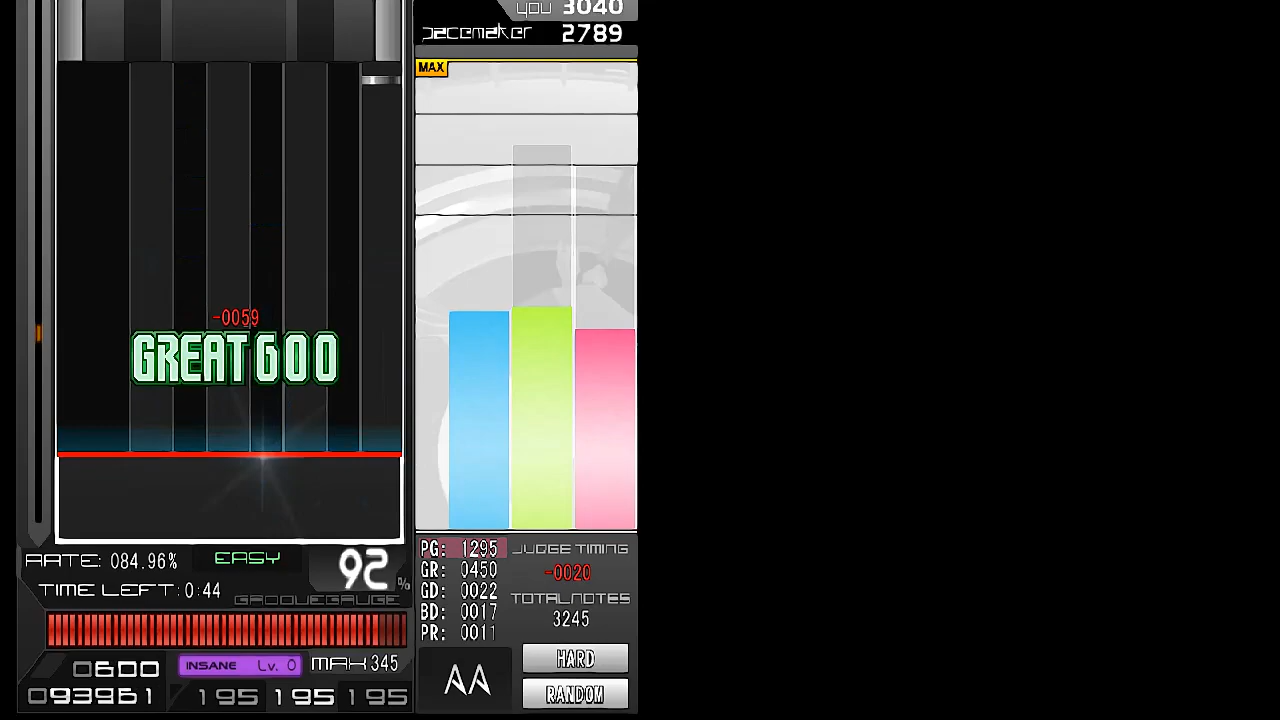 you 3040
pacemaker 2789
MAX
-0059
GREAT 600
RATE: 084.96%
EASY
92 %
TIME LEFT: 0:44
GROOVEGAUGE
PG: 1295
GR: 0450
GD: 0022
BD: 0017
PR: 0011
JUDGE TIMING
-0020
TOTALNOTES
3245
0600
INSANE Lv. 0
MAX 345
093961
195 195 195
AA
HARD
RANDOM